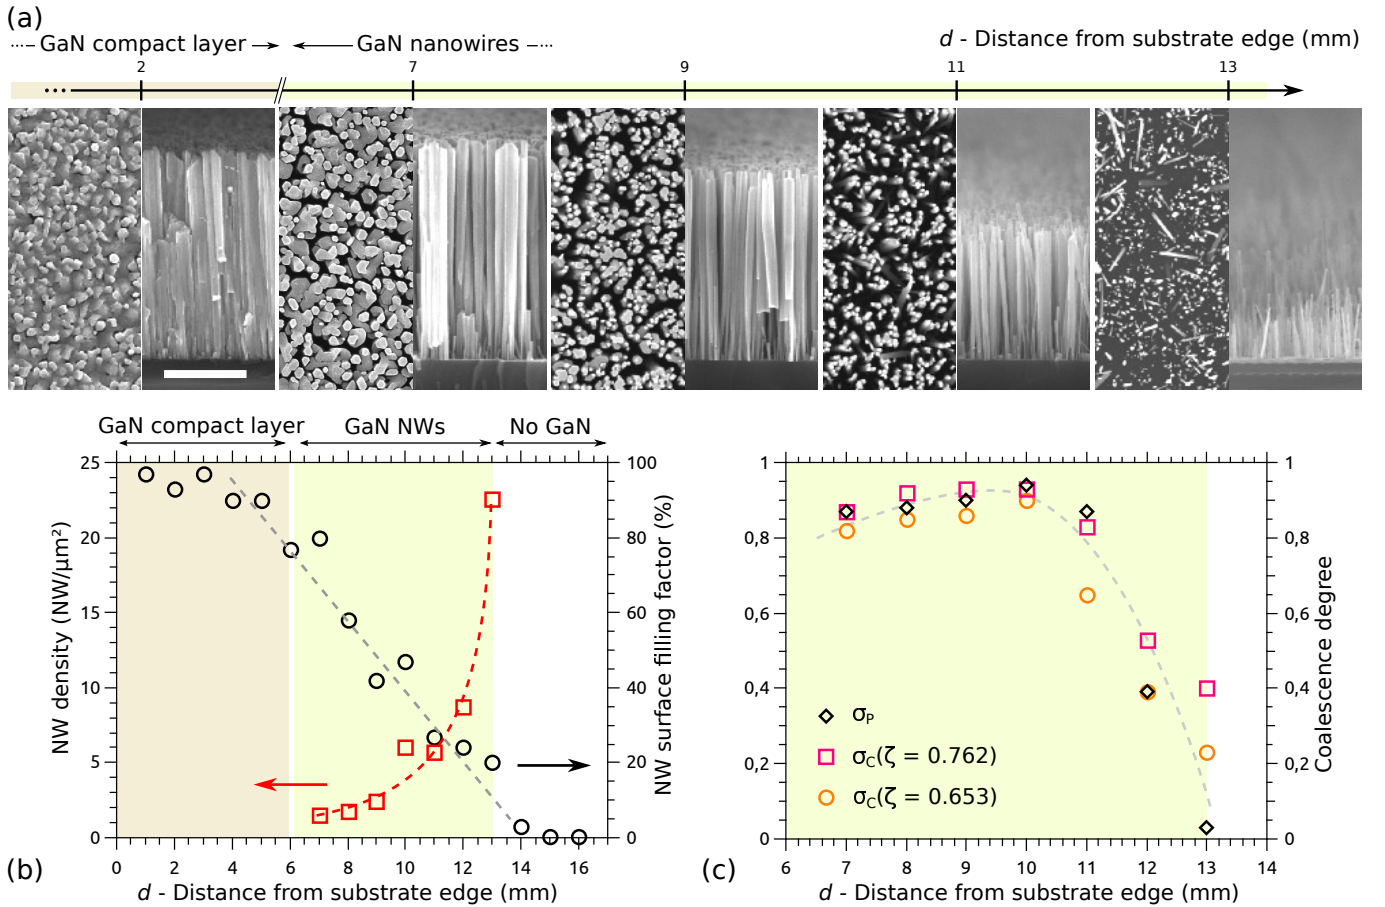 (a)
GaN compact layer
GaN nanowires
d - Distance from substrate edge (mm)
2 7 9 11 13
GaN compact layer GaN NWs No GaN
25 20 15 10 5 0
NW density (NW/µm²)
100 80 60 40 20 0
NW surface filling factor (%)
0 2 4 6 8 10 12 14 16
(b)
d - Distance from substrate edge (mm)
1 0,8 0,6 0,4 0,2 0
σP
σC(ζ = 0.762)
σC(ζ = 0.653)
1 0,8 0,6 0,4 0,2 0
Coalescence degree
6 7 8 9 10 11 12 13 14
(c)
d - Distance from substrate edge (mm)